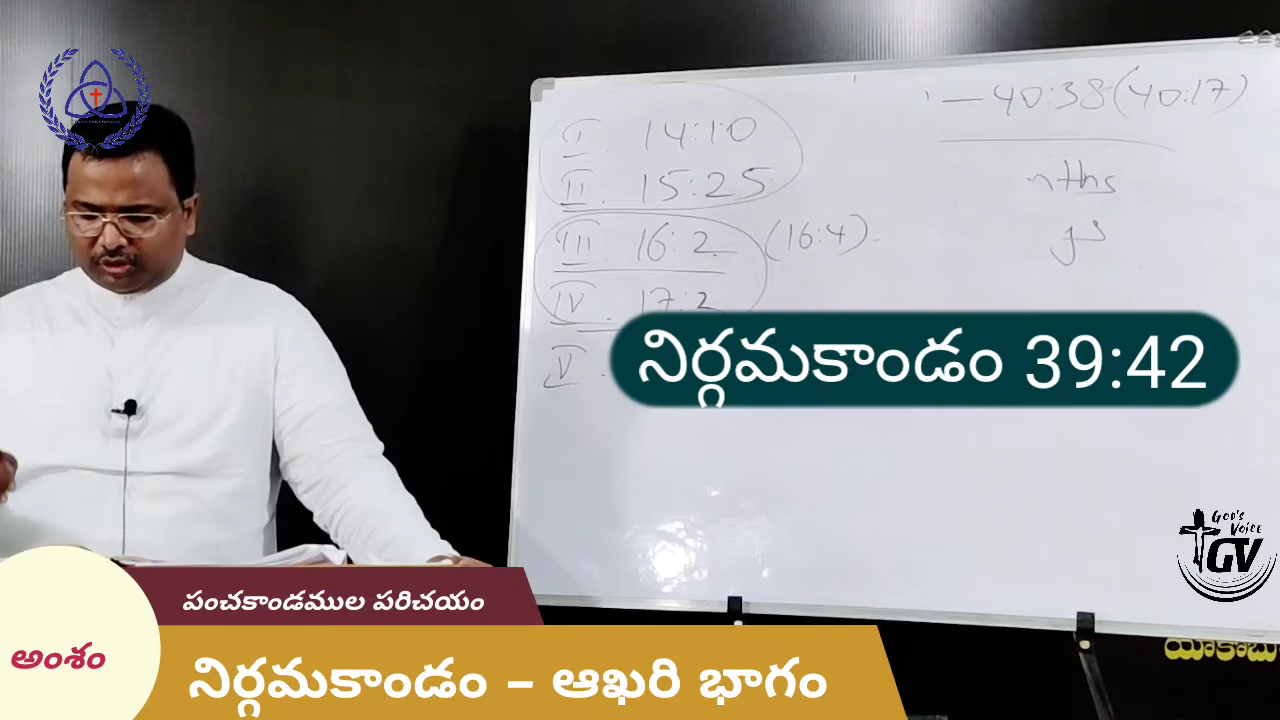 — 40:38 (40:17)
I 14:10
II 15:25
III 16:2 (16:4)
IV. 17:2
V.
nths
నిర్గమకాండం 39:42
GOD'S
VOICE
GV
పంచకాండముల పరిచయం
అంశం
నిర్గమకాండం – ఆఖరి భాగం
యాకోబు